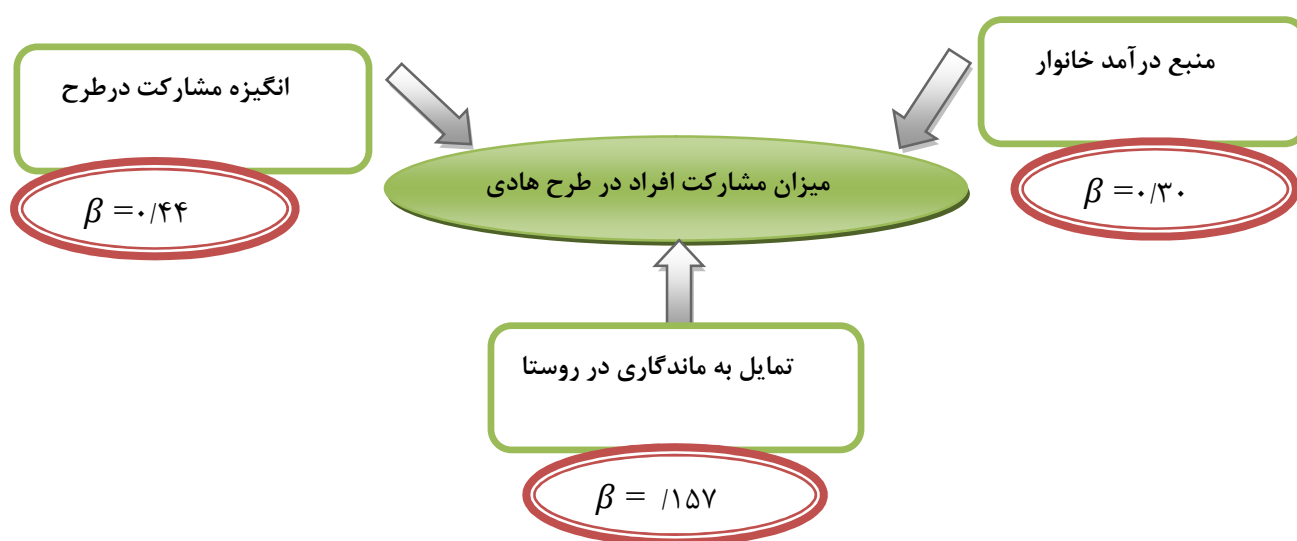 منبع درآمد خانوار
انگیزه مشارکت درطرح
میزان مشارکت افراد در طرح هادی
β =۰/۳۰
β =۰/۴۴
تمایل به ماندگاری در روستا
β = /۱۵۷